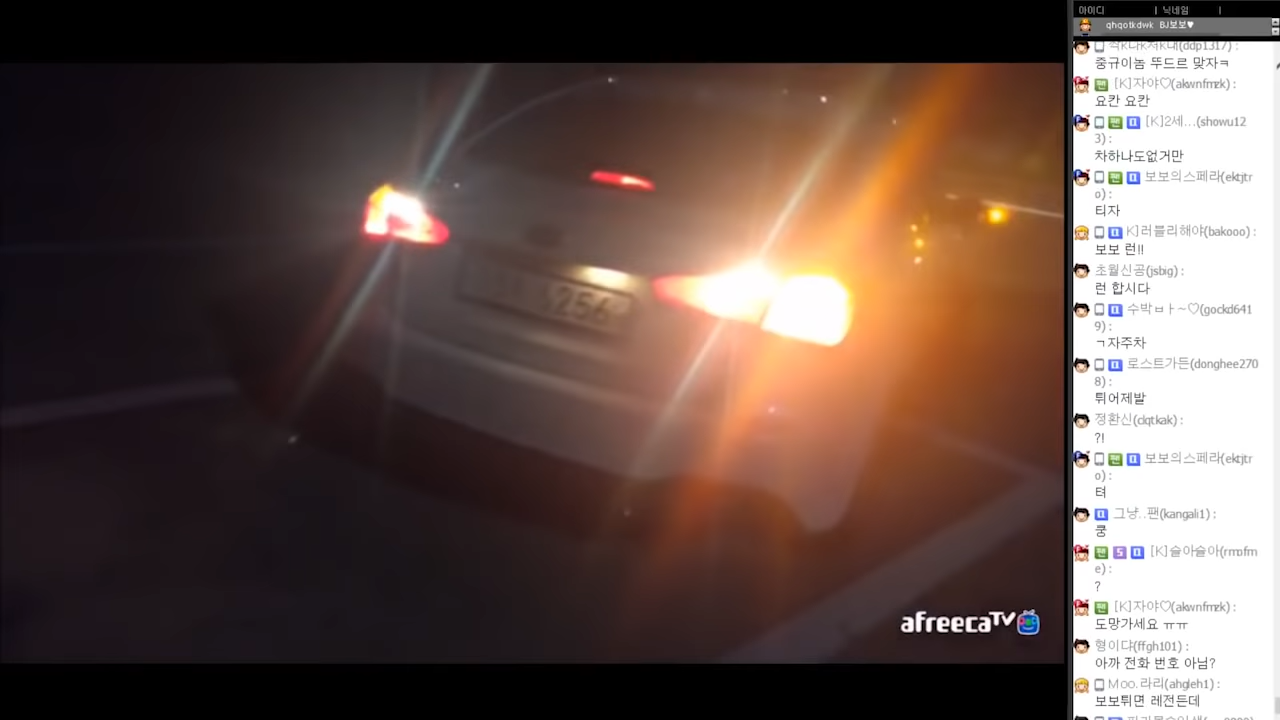 아이디 | 닉네임 |
qhqotkdwk BJ보보♥
중규이놈 뚜드르 맞자ㅋ
[K]자야♡(akwnfmzk) :
요칸 요칸
[K]2세...(showu12
3) :
차하나도없거만
보보의스페라(ektjtr
o) :
티자
K]러블리해야(bakooo) :
보보 런!!
초월신공(jsbig) :
런 합시다
수박ㅂㅏ~♡(gockd641
9) :
ㄱ자주차
로스트가든(donghee270
8) :
튀어제발
정환신(clqtkak) :
?!
보보의스페라(ektjtr
o) :
텨
그냥..팬(kangali1) :
쿵
[K]슬아슬아(rmofm
e) :
?
[K]자야♡(akwnfmzk) :
도망가세요 ㅠㅠ
형이댜(ffgh101) :
아까 전화 번호 아님?
Moo.라리(ahgleh1) :
보보튀면 레전든데
256
afreecaTV